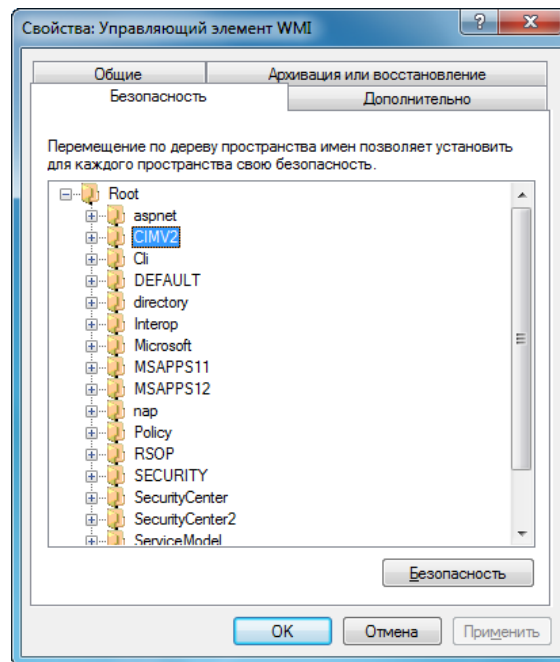 Свойства: Управляющий элемент WMI
?
X
Общие
Архивация или восстановление
Безопасность
Дополнительно
Перемещение по дереву пространства имен позволяет установить
для каждого пространства свою безопасность.
Root
aspnet
CIMV2
Cli
DEFAULT
directory
Interop
Microsoft
MSAPPS11
MSAPPS12
nap
Policy
RSOP
SECURITY
SecurityCenter
SecurityCenter2
ServiceModel
Безопасность
OK
Отмена
Применить